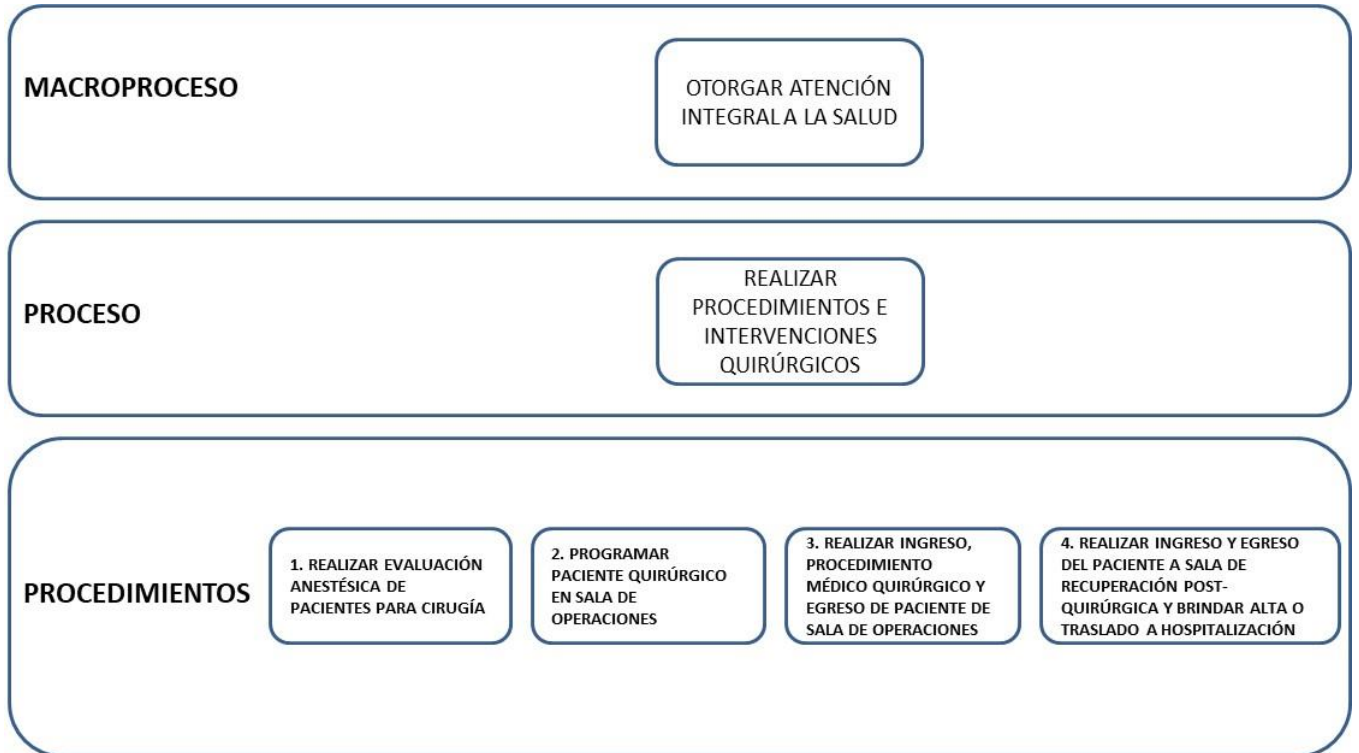 MACROPROCESO
OTORGAR ATENCIÓN
INTEGRAL A LA SALUD
PROCESO
REALIZAR
PROCEDIMIENTOS E
INTERVENCIONES
QUIRÚRGICOS
PROCEDIMIENTOS
1. REALIZAR EVALUACIÓN
ANESTÉSICA DE
PACIENTES PARA CIRUGÍA
2. PROGRAMAR
PACIENTE QUIRÚRGICO
EN SALA DE
OPERACIONES
3. REALIZAR INGRESO,
PROCEDIMIENTO
MÉDICO QUIRÚRGICO Y
EGRESO DE PACIENTE DE
SALA DE OPERACIONES
4. REALIZAR INGRESO Y EGRESO
DEL PACIENTE A SALA DE
RECUPERACIÓN POST-
QUIRÚRGICA Y BRINDAR ALTA O
TRASLADO A HOSPITALIZACIÓN